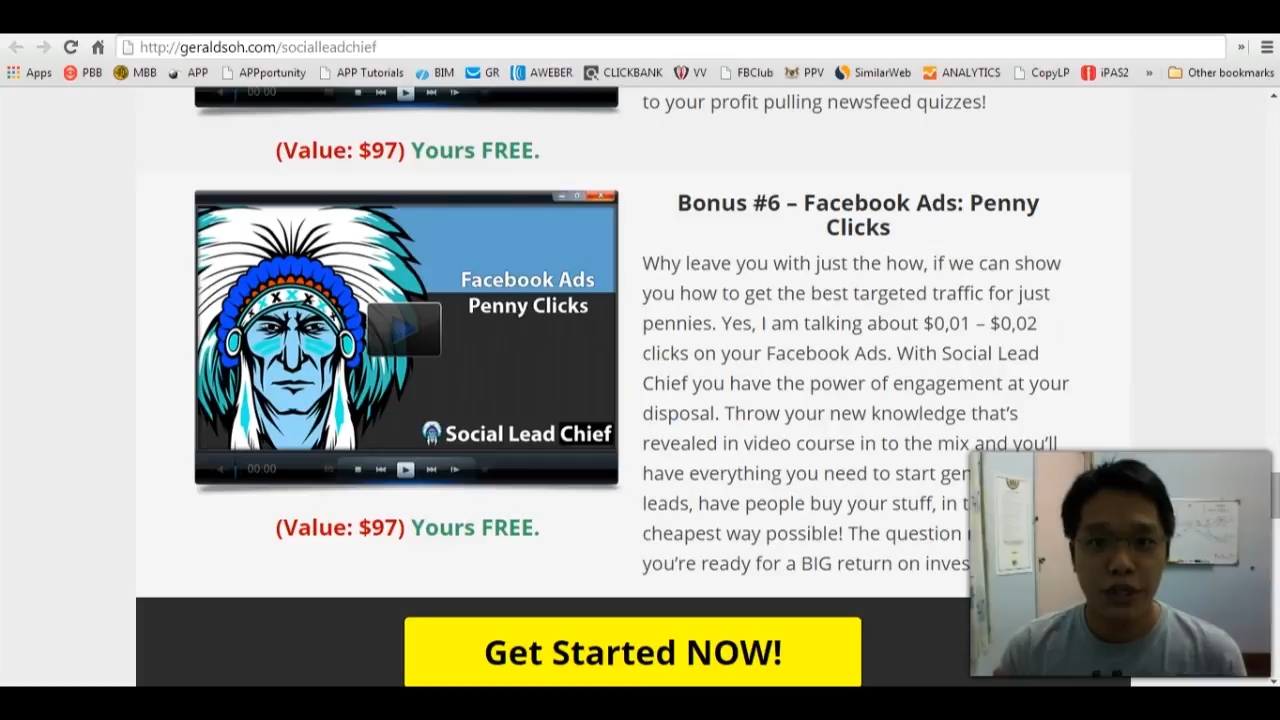 http://geraldsoh.com/socialleadchief
Apps PBB MBB APP APPportunity APP Tutorials BIM GR AWEBER CLICKBANK VV FBClub PPV SimilarWeb ANALYTICS CopyLP iPAS2 » Other bookmarks
00:00
to your profit pulling newsfeed quizzes!
(Value: $97) Yours FREE.
Bonus #6 – Facebook Ads: Penny
Clicks
Facebook Ads
Penny Clicks
Social Lead Chief
00:00
Why leave you with just the how, if we can show
you how to get the best targeted traffic for just
pennies. Yes, I am talking about $0,01 – $0,02
clicks on your Facebook Ads. With Social Lead
Chief you have the power of engagement at your
disposal. Throw your new knowledge that's
revealed in video course in to the mix and you'll
have everything you need to start gen
leads, have people buy your stuff, in t
cheapest way possible! The question
you're ready for a BIG return on inves
(Value: $97) Yours FREE.
Get Started NOW!